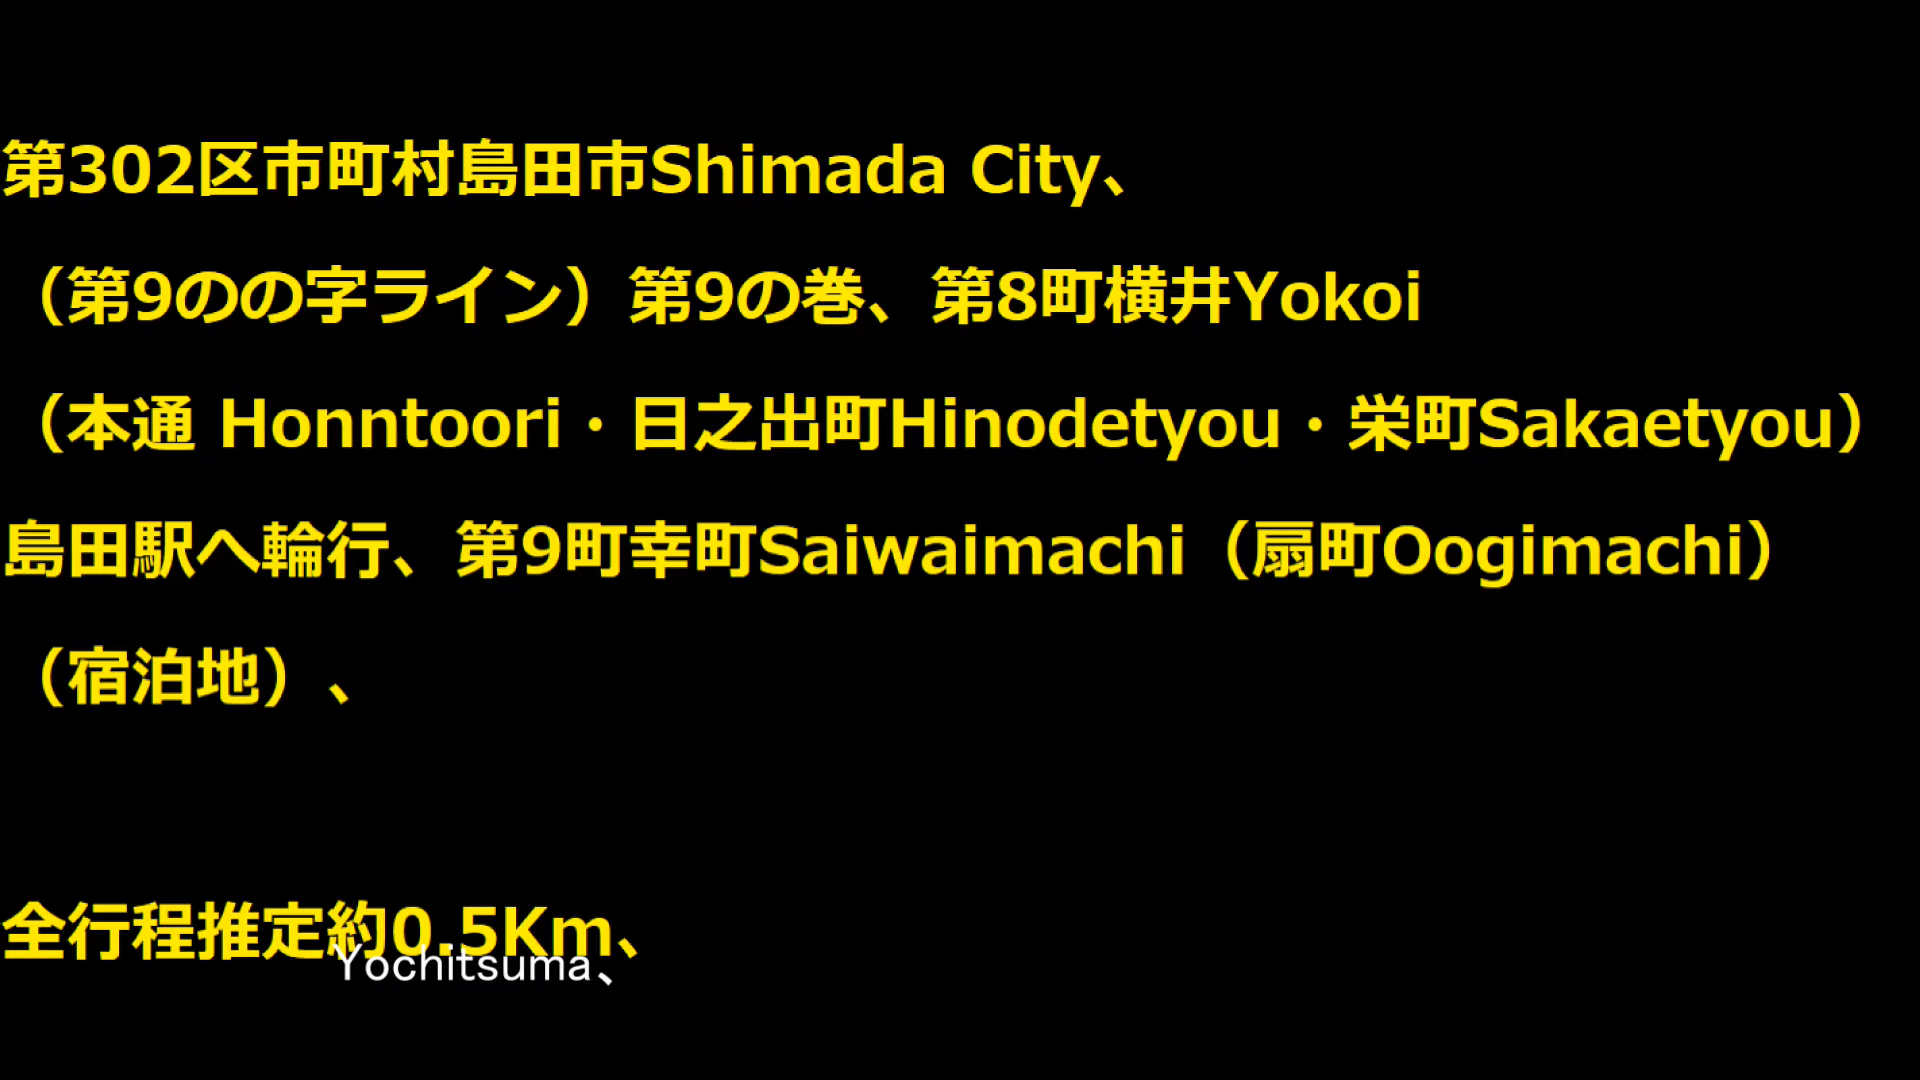 第302区市町村島田市Shimada City、
（第9のの字ライン）第9の巻、第8町横井Yokoi
（本通 Honntoori・日之出町Hinodetyou・栄町Sakaetyou）
島田駅へ輪行、第9町幸町Saiwaimachi（扇町Oogimachi）
（宿泊地）、
全行程推定約0.5Km、
Yochitsuma、